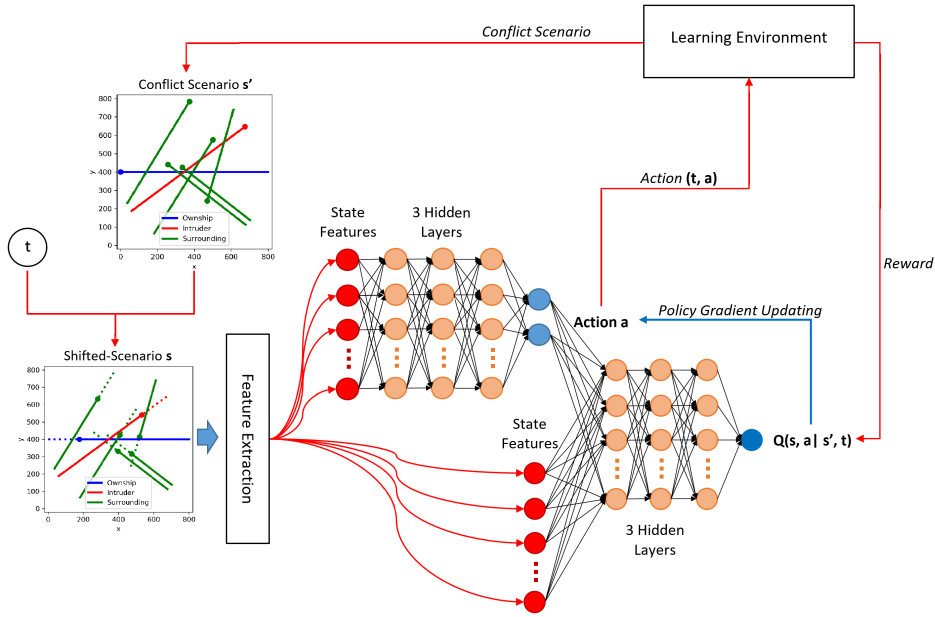 Conflict Scenario
Learning Environment
Conflict Scenario s’
800
700
600
500
400
300
200
100
0
y
Ownship
Intruder
Surrounding
0 200 400 600 800
x
t
State
Features
3 Hidden
Layers
Action (t, a)
Reward
Action a
Policy Gradient Updating
Shifted-Scenario s
800
700
600
500
400
300
200
100
0
y
Ownship
Intruder
Surrounding
0 200 400 600 800
x
Feature Extraction
State
Features
Q(s, a| s’, t)
3 Hidden
Layers